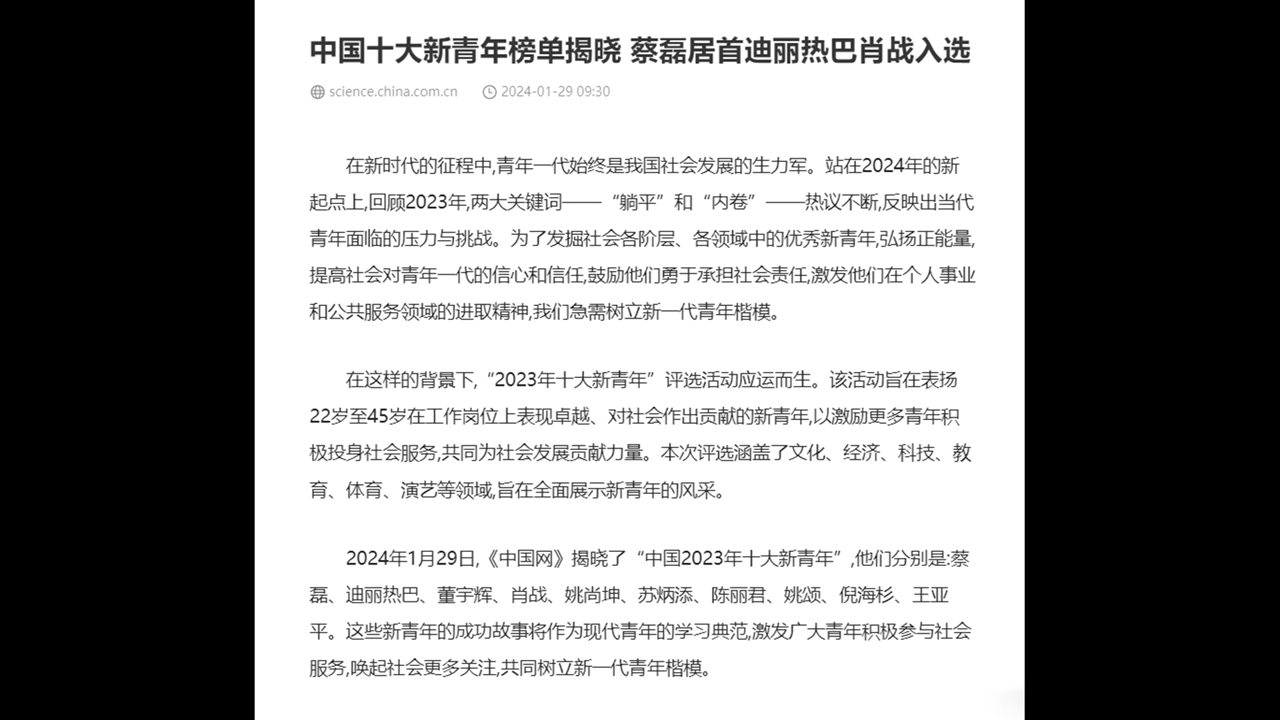 中国十大新青年榜单揭晓 蔡磊居首迪丽热巴肖战入选
science.china.com.cn 2024-01-29 09:30
在新时代的征程中,青年一代始终是我国社会发展的生力军。站在2024年的新
起点上,回顾2023年,两大关键词——“躺平”和“内卷”——热议不断,反映出当代
青年面临的压力与挑战。为了发掘社会各阶层、各领域中的优秀新青年,弘扬正能量,
提高社会对青年一代的信心和信任,鼓励他们勇于承担社会责任,激发他们在个人事业
和公共服务领域的进取精神,我们急需树立新一代青年楷模。
在这样的背景下,“2023年十大新青年”评选活动应运而生。该活动旨在表扬
22岁至45岁在工作岗位上表现卓越、对社会作出贡献的新青年,以激励更多青年积
极投身社会服务,共同为社会发展贡献力量。本次评选涵盖了文化、经济、科技、教
育、体育、演艺等领域,旨在全面展示新青年的风采。
2024年1月29日,《中国网》揭晓了“中国2023年十大新青年”,他们分别是:蔡
磊、迪丽热巴、董宇辉、肖战、姚尚坤、苏炳添、陈丽君、姚颂、倪海杉、王亚
平。这些新青年的成功故事将作为现代青年的学习典范,激发广大青年积极参与社会
服务,唤起社会更多关注,共同树立新一代青年楷模。